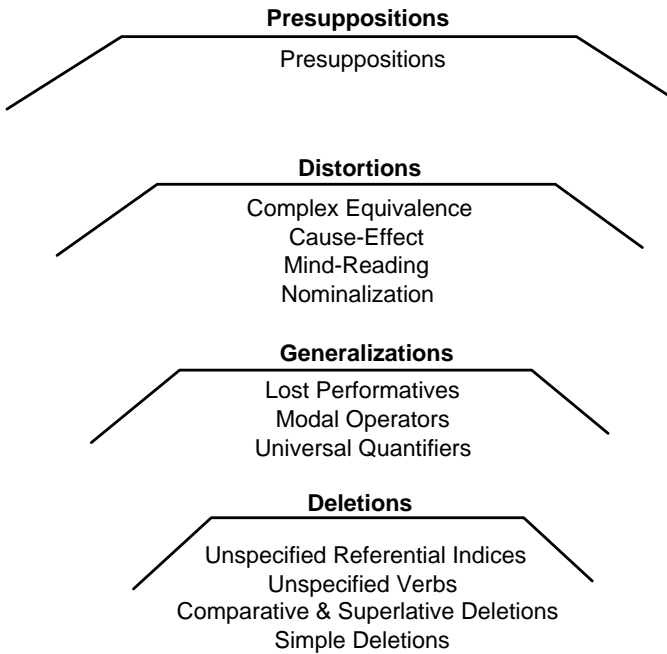 Presuppositions
Presuppositions
Distortions
Complex Equivalence
Cause-Effect
Mind-Reading
Nominalization
Generalizations
Lost Performatives
Modal Operators
Universal Quantifiers
Deletions
Unspecified Referential Indices
Unspecified Verbs
Comparative & Superlative Deletions
Simple Deletions